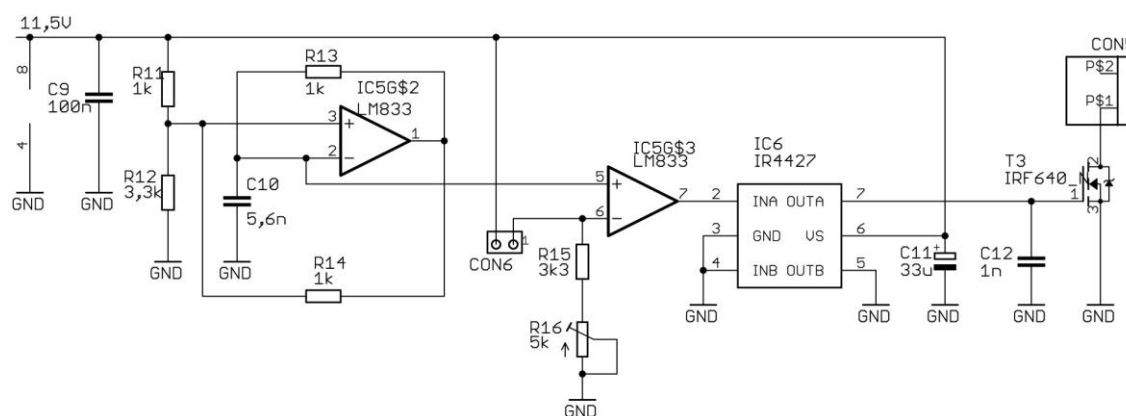 11,5V
8
4
GND
C9
100n
GND
R11
1k
R12
3,3k
GND
R13
1k
C10
5,6n
GND
R14
1k
IC5G$2
LM833
3
2
1
+
-
CON6
1
IC5G$3
LM833
5
6
7
+
-
R15
3k3
R16
5k
GND
IC6
IR4427
2
INA OUTA
7
3
GND
VS
6
4
INB OUTB
5
GND
GND
C11
+
33u
GND
C12
1n
GND
T3
IRF640_N
1
2
3
GND
P$2
P$1